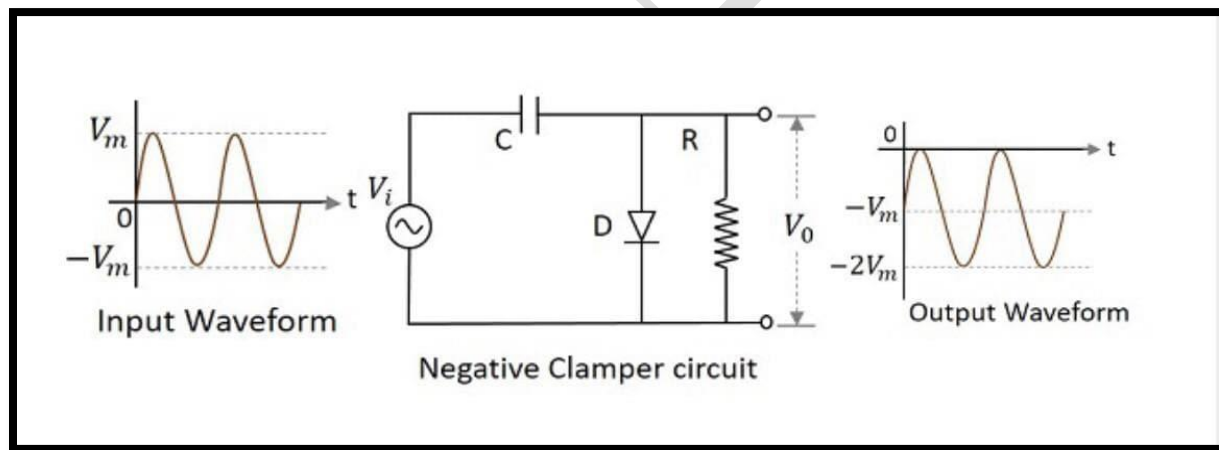 V_m
0
-V_m
t
Input Waveform
V_i
C
D
R
V_0
Negative Clamper circuit
0
t
-V_m
-2V_m
Output Waveform